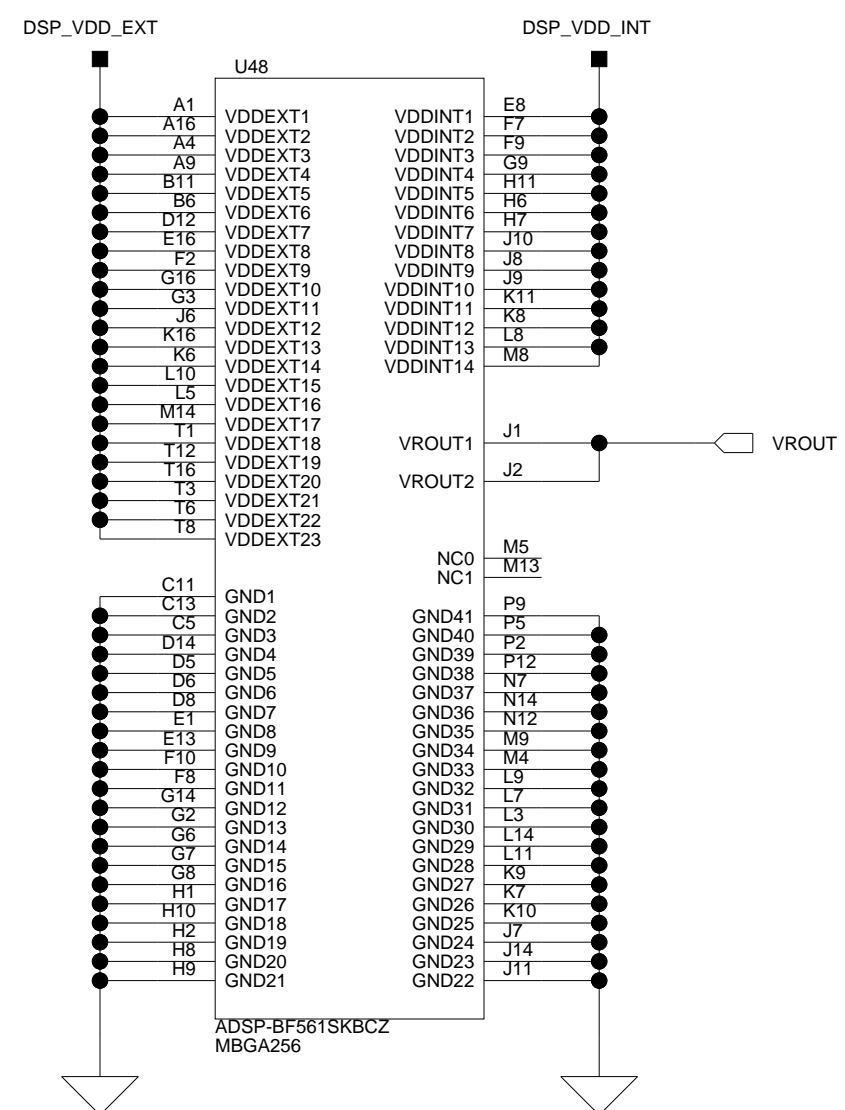 DSP_VDD_EXT
DSP_VDD_INT
U48
A1 VDDEXT1 VDDINT1 E8
A16 VDDEXT2 VDDINT2 F7
A4 VDDEXT3 VDDINT3 F9
A9 VDDEXT4 VDDINT4 G9
B11 VDDEXT5 VDDINT5 H11
B6 VDDEXT6 VDDINT6 H6
D12 VDDEXT7 VDDINT7 H7
E16 VDDEXT8 VDDINT8 J10
F2 VDDEXT9 VDDINT9 J8
G16 VDDEXT10 VDDINT10 J9
G3 VDDEXT11 VDDINT11 K11
J6 VDDEXT12 VDDINT12 K8
K16 VDDEXT13 VDDINT13 L8
K6 VDDEXT14 VDDINT14 M8
L10 VDDEXT15
L5 VDDEXT16
M14 VDDEXT17
T1 VDDEXT18 VROUT1 J1 VROUT
T12 VDDEXT19
T16 VDDEXT20 VROUT2 J2
T3 VDDEXT21
T6 VDDEXT22
T8 VDDEXT23
NC0 M5
NC1 M13
C11 GND1
C13 GND2 GND41 P9
C5 GND3 GND40 P5
D14 GND4 GND39 P2
D5 GND5 GND38 P12
D6 GND6 GND37 N7
D8 GND7 GND36 N14
E1 GND8 GND35 N12
E13 GND9 GND34 M9
F10 GND10 GND33 M4
F8 GND11 GND32 L9
G14 GND12 GND31 L7
G2 GND13 GND30 L3
G6 GND14 GND29 L14
G7 GND15 GND28 L11
G8 GND16 GND27 K9
H1 GND17 GND26 K7
H10 GND18 GND25 K10
H2 GND19 GND24 J7
H8 GND20 GND23 J14
H9 GND21 GND22 J11
ADSP-BF561SKBCZ
MBGA256